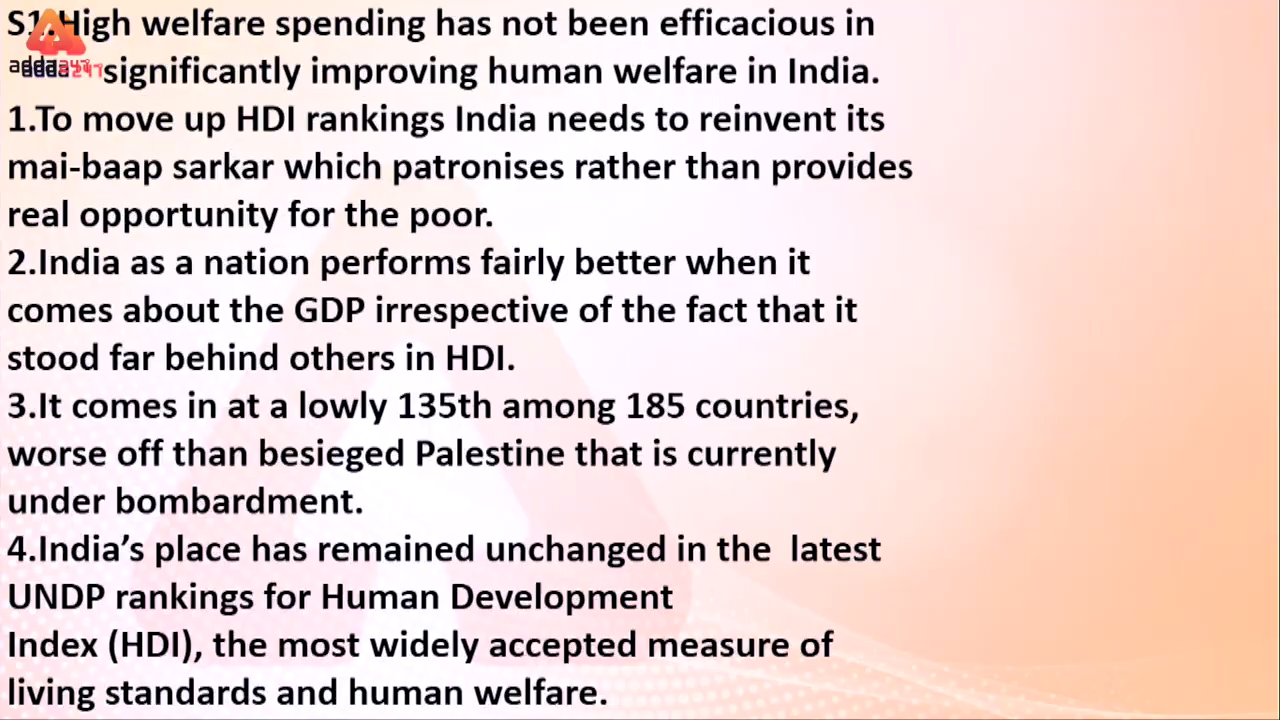 S1.High welfare spending has not been efficacious in
significantly improving human welfare in India.
1.To move up HDI rankings India needs to reinvent its
mai-baap sarkar which patronises rather than provides
real opportunity for the poor.
2.India as a nation performs fairly better when it
comes about the GDP irrespective of the fact that it
stood far behind others in HDI.
3.It comes in at a lowly 135th among 185 countries,
worse off than besieged Palestine that is currently
under bombardment.
4.India’s place has remained unchanged in the latest
UNDP rankings for Human Development
Index (HDI), the most widely accepted measure of
living standards and human welfare.